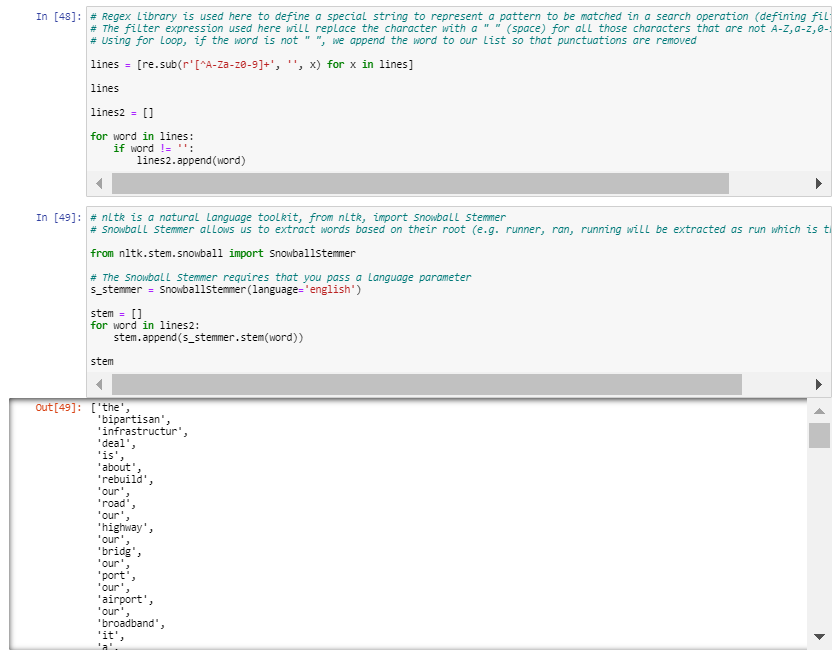 In [48]: # Regex library is used here to define a special string to represent a pattern to be matched in a search operation (defining
# The filter expression used here will replace the character with a " " (space) for all those characters that are not A-Z,a-z,
# Using for loop, if the word is not " ", we append the word to our list so that punctuations are removed
lines = [re.sub(r'[^A-Za-z0-9]+', '', x) for x in lines]
lines
lines2 = []
for word in lines:
    if word != '':
        lines2.append(word)
In [49]: # nltk is a natural language toolkit, from nltk, import Snowball Stemmer
# Snowball Stemmer allows us to extract words based on their root (e.g. runner, ran, running will be extracted as run which is
from nltk.stem.snowball import SnowballStemmer
# The Snowball Stemmer requires that you pass a language parameter
s_stemmer = SnowballStemmer(language='english')
stem = []
for word in lines2:
    stem.append(s_stemmer.stem(word))
stem
Out[49]: ['the',
'bipartisan',
'infrastructur',
'deal',
'is',
'about',
'rebuild',
'our',
'road',
'our',
'highway',
'our',
'bridg',
'our',
'port',
'our',
'airport',
'our',
'broadband',
'it',
'a',